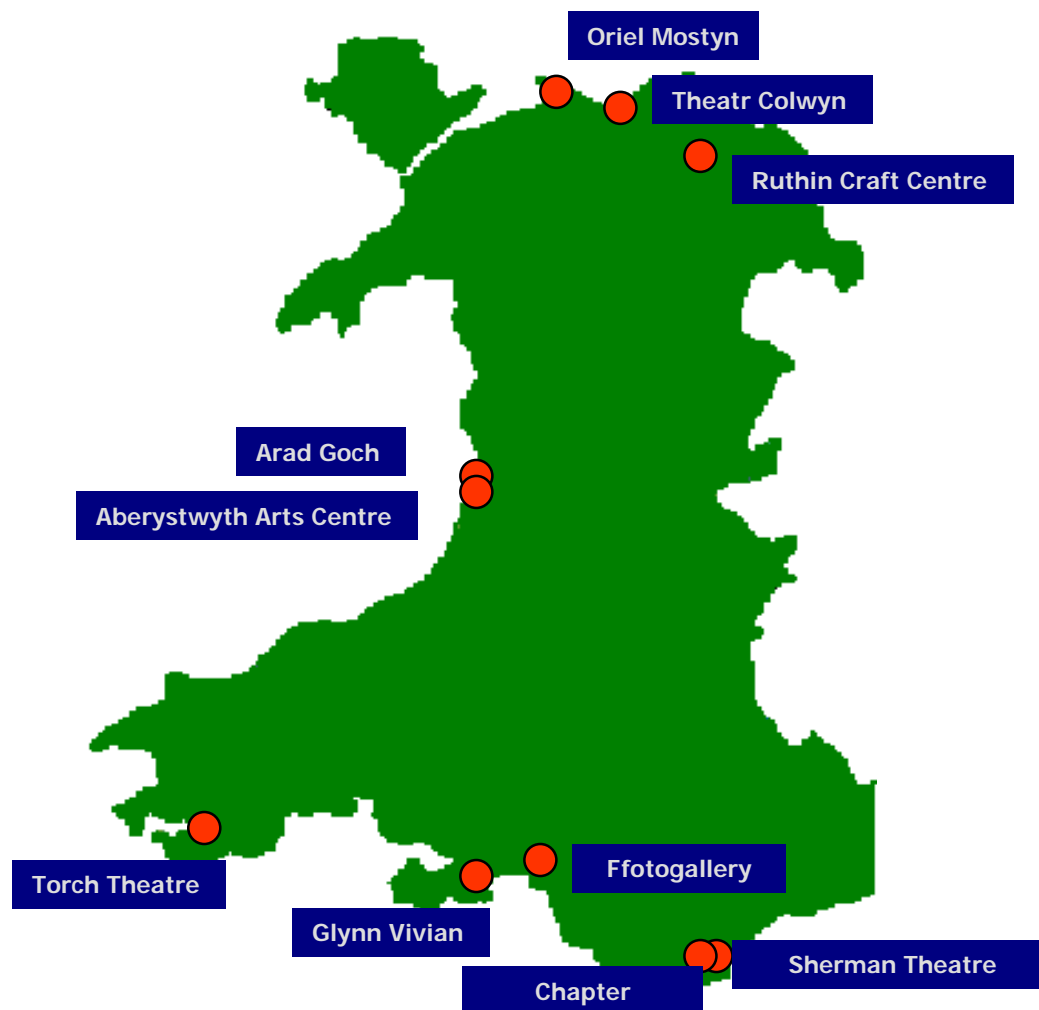 Oriel Mostyn
Theatr Colwyn
Ruthin Craft Centre
Arad Goch
Aberystwyth Arts Centre
Ffotogallery
Torch Theatre
Glynn Vivian
Sherman Theatre
Chapter